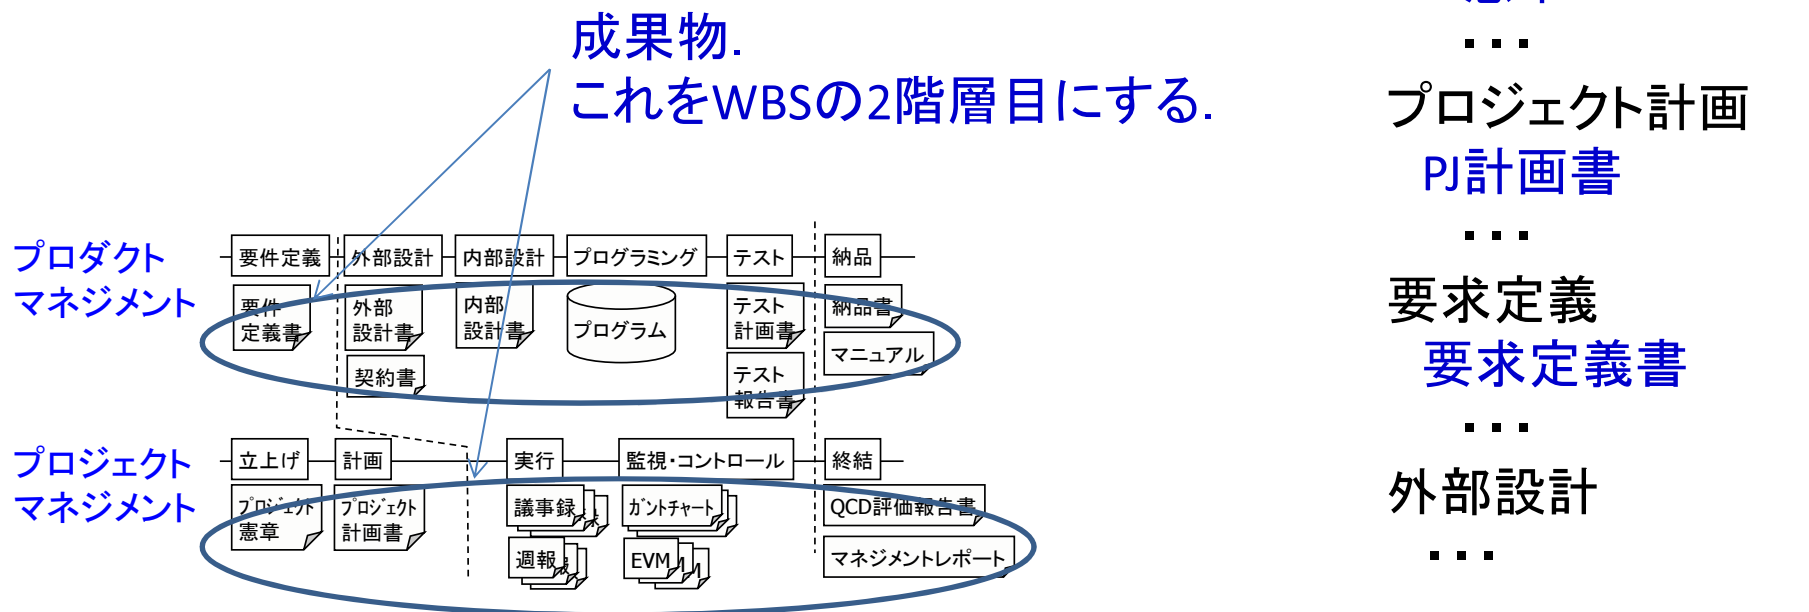 成果物.
これをWBSの2階層目にする.
プロダクト
マネジメント
要件定義
外部設計
内部設計
プログラミング
テスト
納品
要件
定義書
外部
設計書
契約書
内部
設計書
プログラム
テスト
計画書
テスト
報告書
納品書
マニュアル
プロジェクト
マネジメント
立上げ
計画
実行
監視・コントロール
終結
プロジェクト
憲章
プロジェクト
計画書
議事録
週報
ガントチャート
EVM
QCD評価報告書
マネジメントレポート
・・・
プロジェクト計画
PJ計画書
・・・
要求定義
要求定義書
・・・
外部設計
・・・